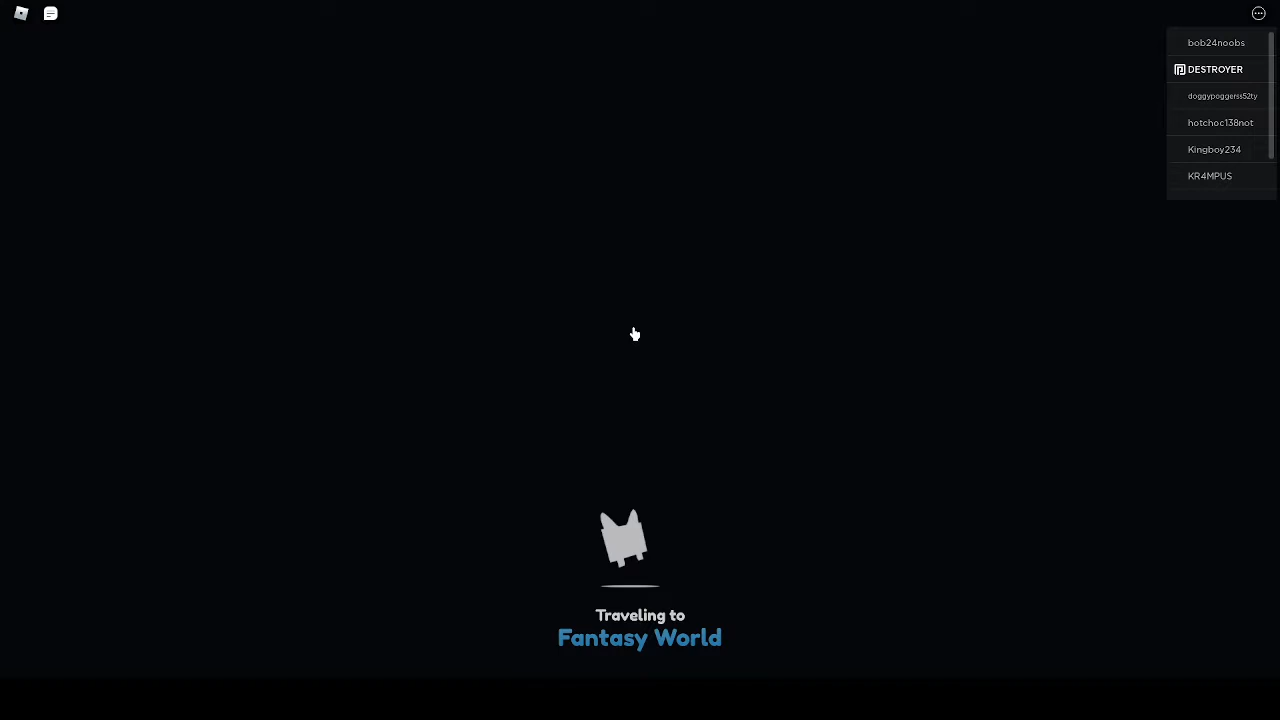 bob24noobs
DESTROYER
doggypoggerss52ty
hotchoc138not
Kingboy234
KR4MPUS
Traveling to
Fantasy World